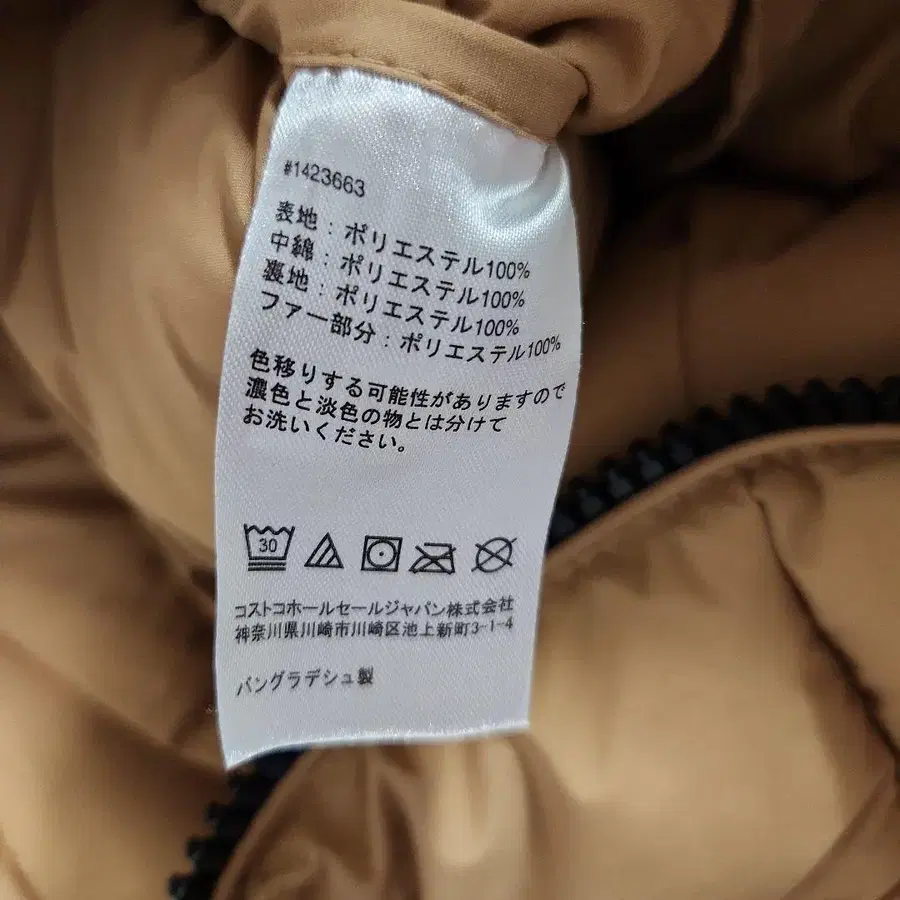 #1423663
表地：ポリエステル100%
中綿：ポリエステル100%
裏地：ポリエステル100%
ファー部分：ポリエステル100%
色移りする可能性がありますので
濃色と淡色の物とは分けて
お洗いください。
30
コストコホールセールジャパン株式会社
神奈川県川崎市川崎区池上新町3-1-4
バングラデシュ製